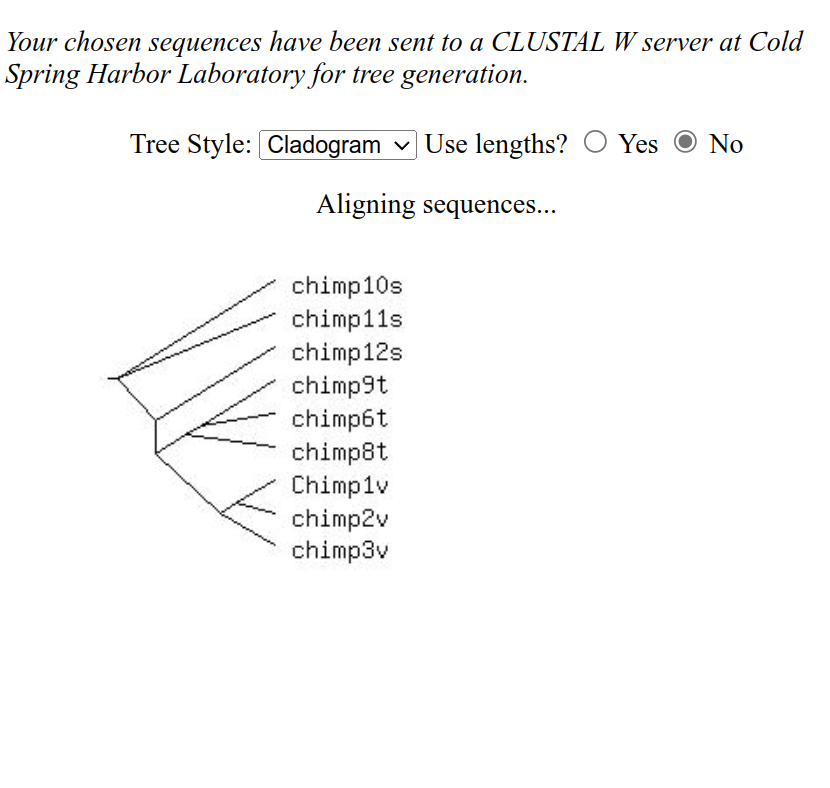 Your chosen sequences have been sent to a CLUSTAL W server at Cold
Spring Harbor Laboratory for tree generation.
Tree Style: Cladogram Use lengths? Yes No
Aligning sequences...
chimp10s
chimp11s
chimp12s
chimp9t
chimp6t
chimp8t
Chimp1v
chimp2v
chimp3v